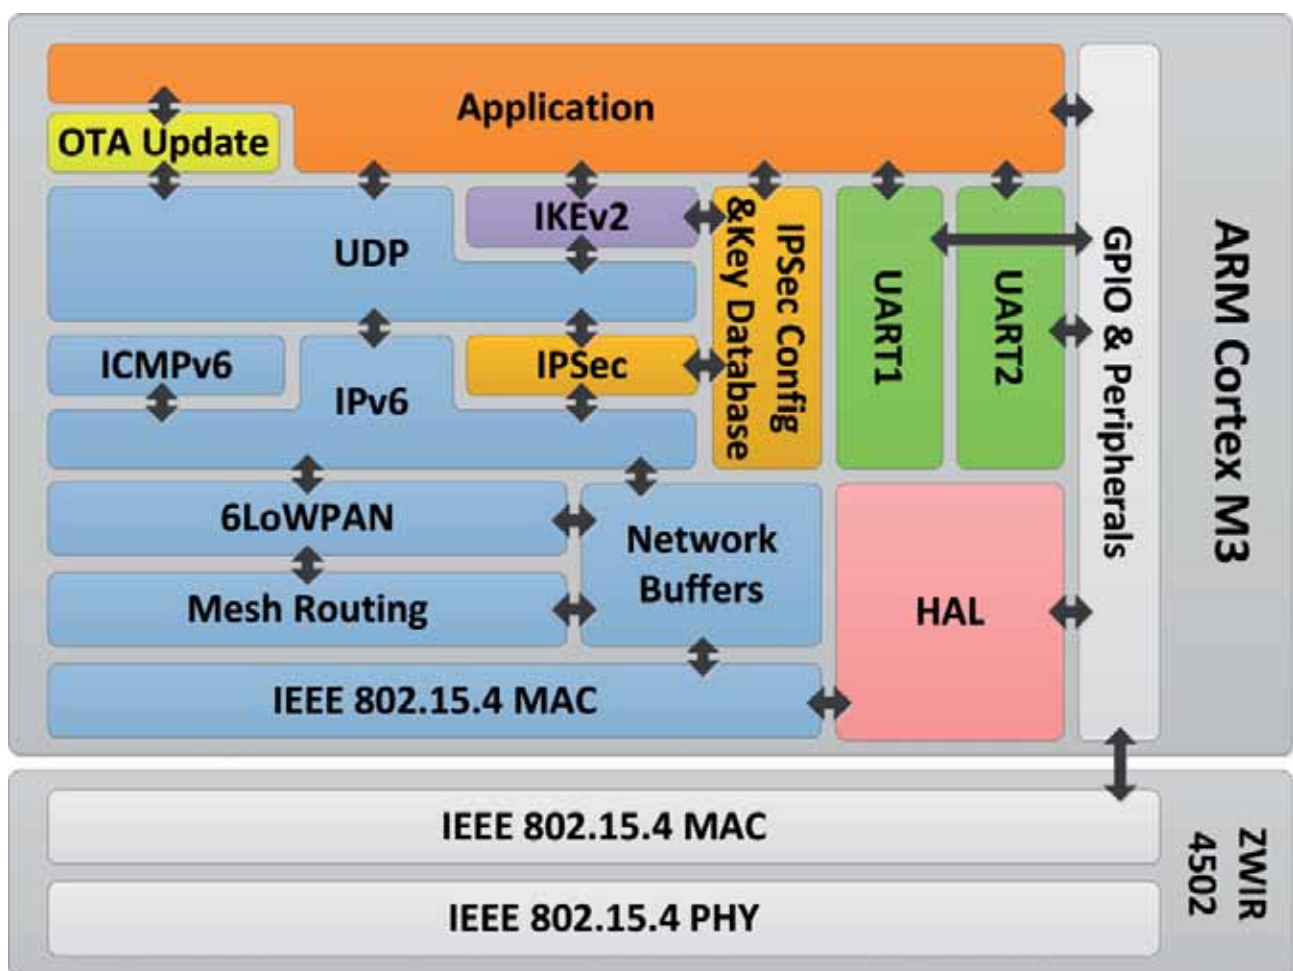 Application
OTA Update
UDP
IKEv2
IPSec Config
&Key Database
UART1
UART2
GPIO & Peripherals
ARM Cortex M3
ICMPv6
IPv6
IPSec
6LoWPAN
Network
Buffers
Mesh Routing
HAL
IEEE 802.15.4 MAC
IEEE 802.15.4 MAC
IEEE 802.15.4 PHY
ZWIR
4502